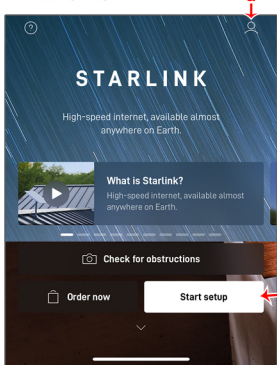 STARLINK
High-speed internet, available almost
anywhere on Earth.
What is Starlink?
High-speed internet, available almost
anywhere on Earth.
Check for obstructions
Order now
Start setup